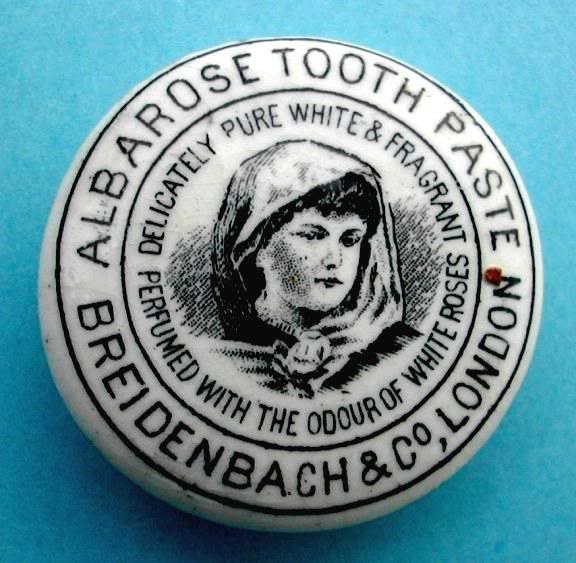 ALBAROSE TOOTH PASTE
BREIDENBACH & Co, LONDON
DELICATELY PURE WHITE & FRAGRANT
PERFUMED WITH THE ODOUR OF WHITE ROSES